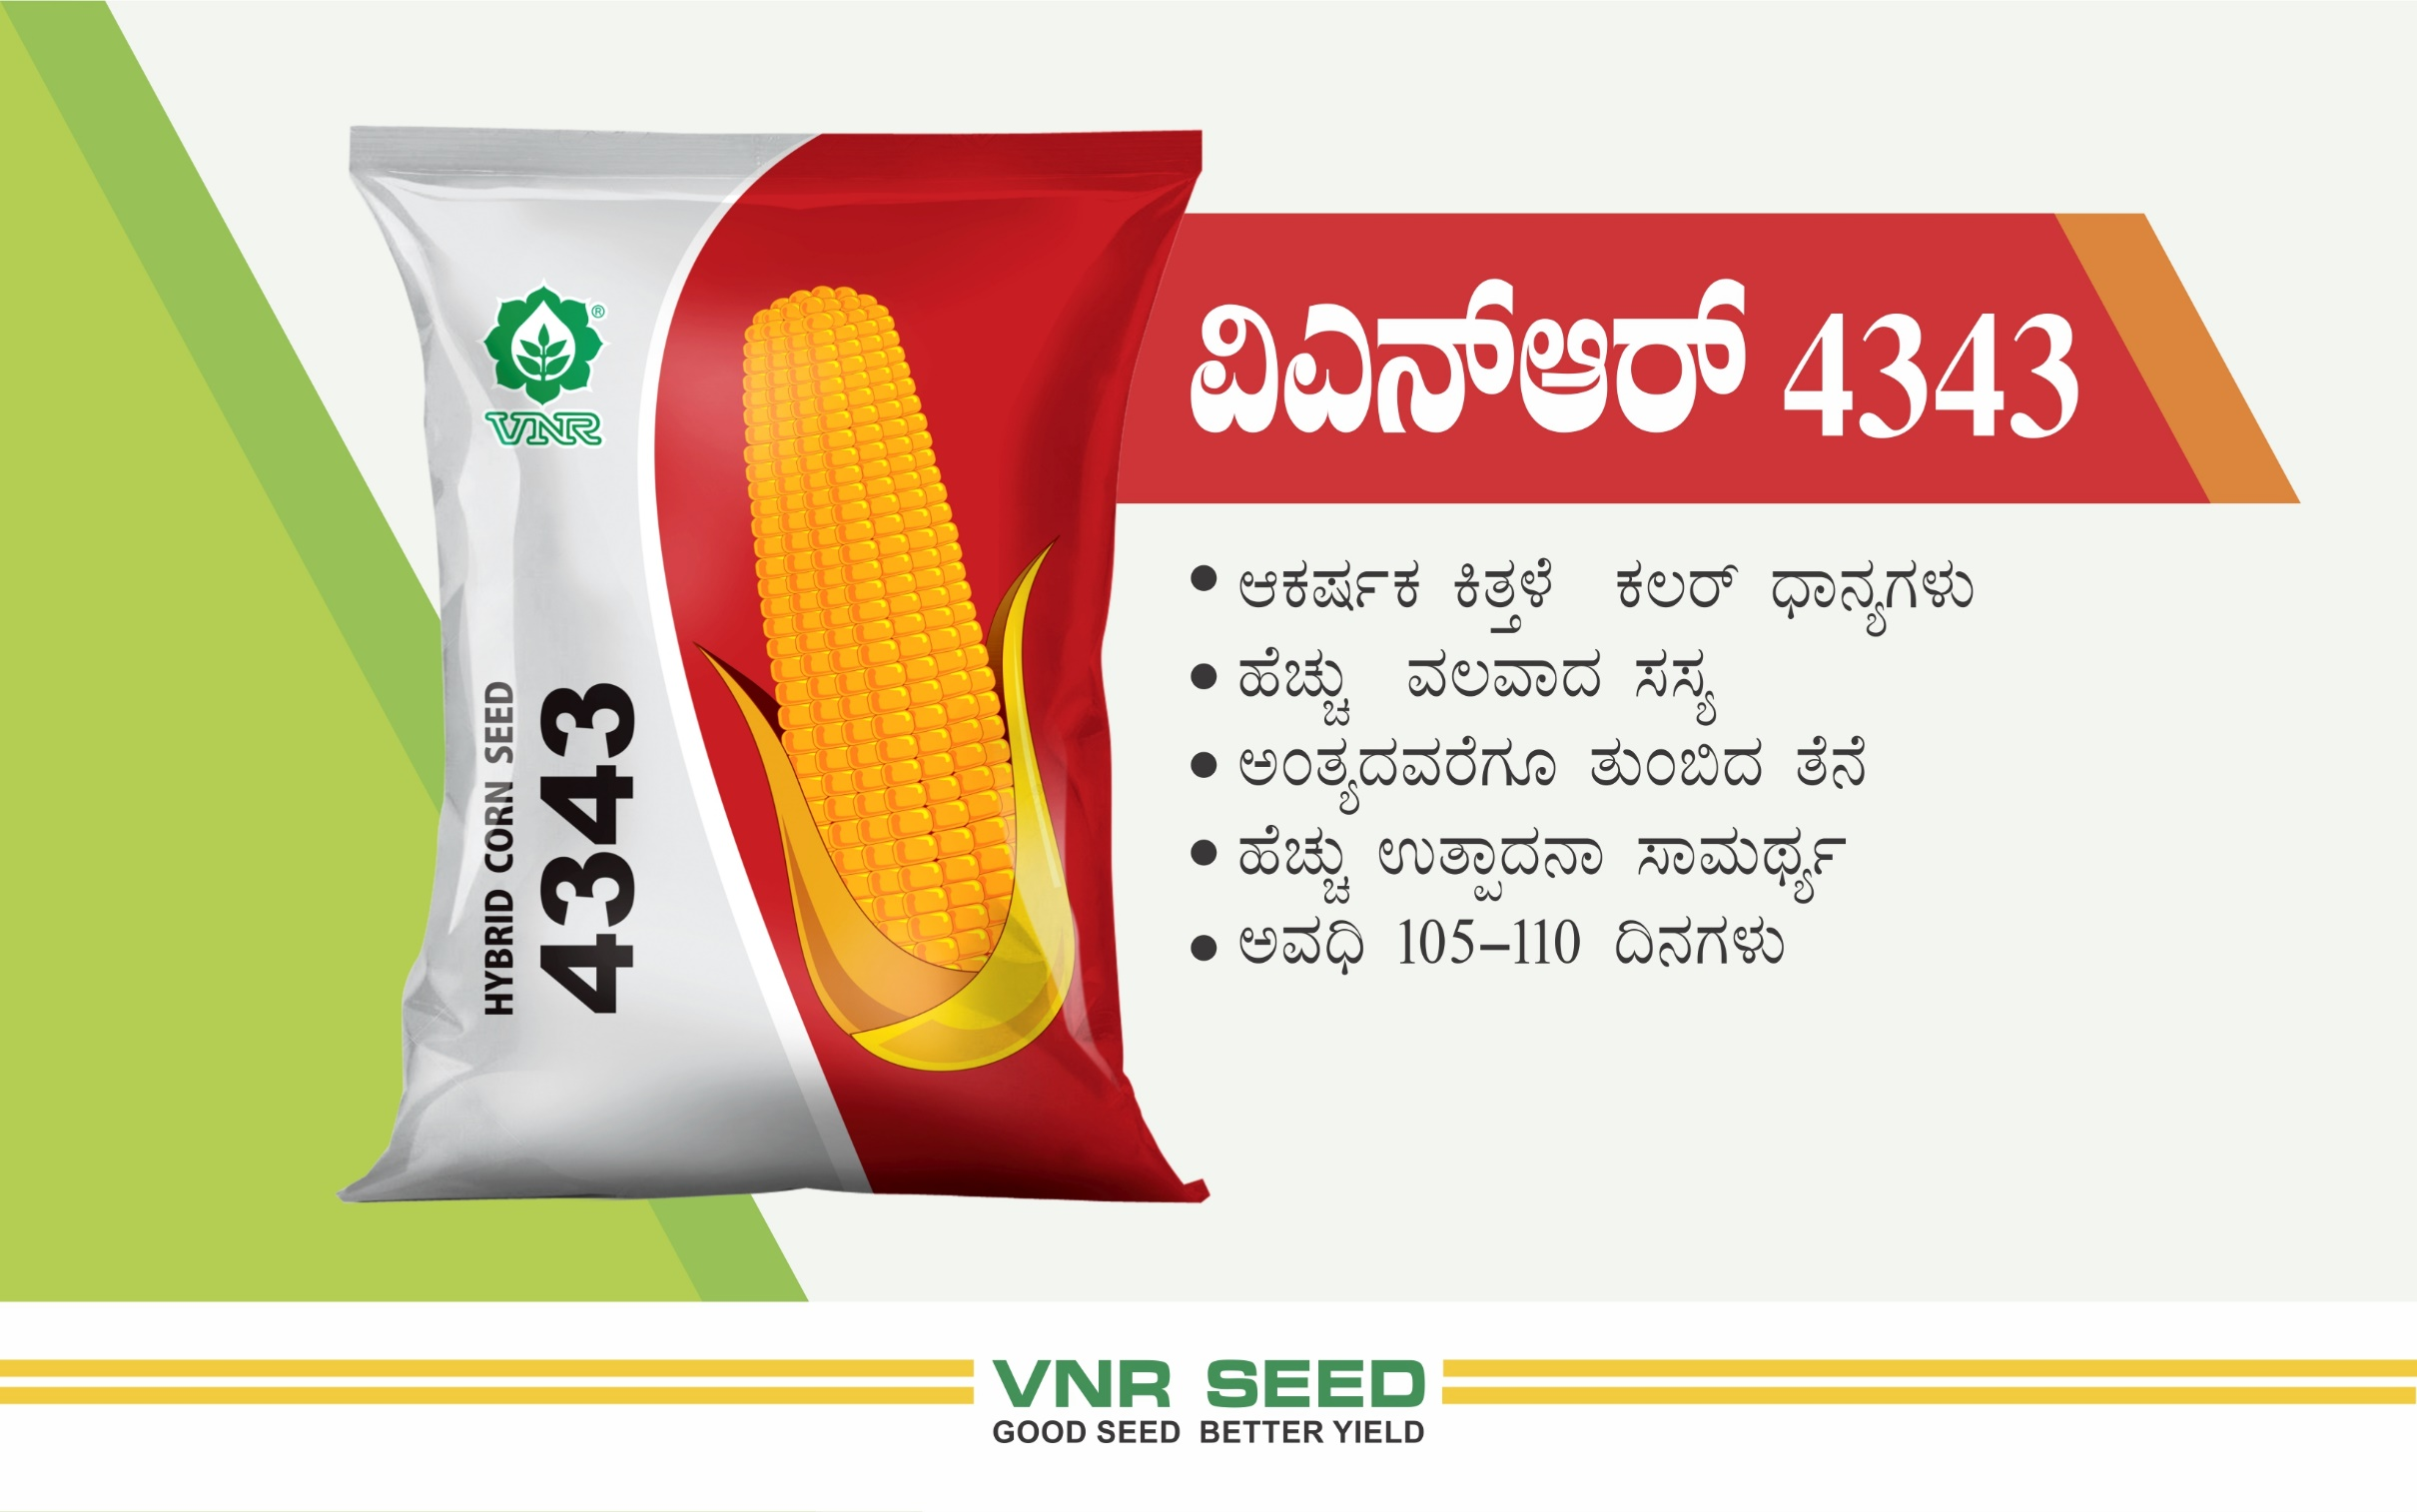 VNR
HYBRID CORN SEED
4343
ವಿಎನ್ಆರ್ 4343
• ಆಕರ್ಷಕ ಕಿತ್ತಳೆ ಕಲರ್ ಧಾನ್ಯಗಳು
• ಹೆಚ್ಚು ವಲವಾದ ಸಸ್ಯ
• ಅಂತ್ಯದವರೆಗೂ ತುಂಬಿದ ತೆನೆ
• ಹೆಚ್ಚು ಉತ್ಪಾದನಾ ಸಾಮರ್ಥ್ಯ
• ಅವಧಿ 105–110 ದಿನಗಳು
VNR SEED
GOOD SEED BETTER YIELD